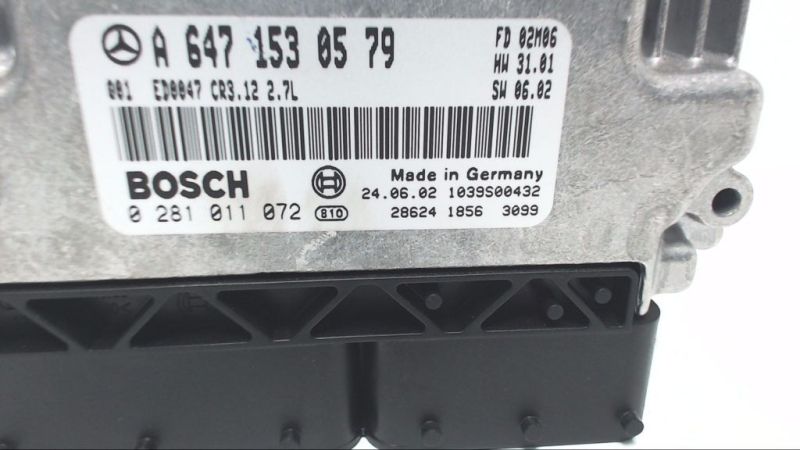 A 647 153 05 79
FD 02M06
HW 31.01
001 ED0047 CR3.12 2.7L
SW 06.02
BOSCH
Made in Germany
24.06.02 1039S00432
0 281 011 072 810
28624 1856 3099